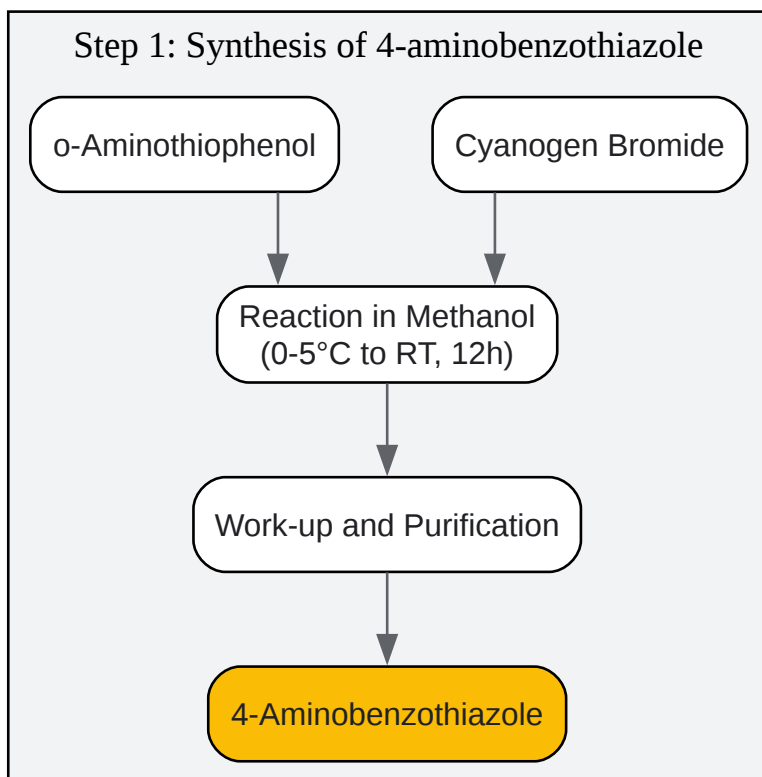 Step 1: Synthesis of 4-aminobenzothiazole
o-Aminothiophenol
Cyanogen Bromide
Reaction in Methanol
(0-5°C to RT, 12h)
Work-up and Purification
4-Aminobenzothiazole